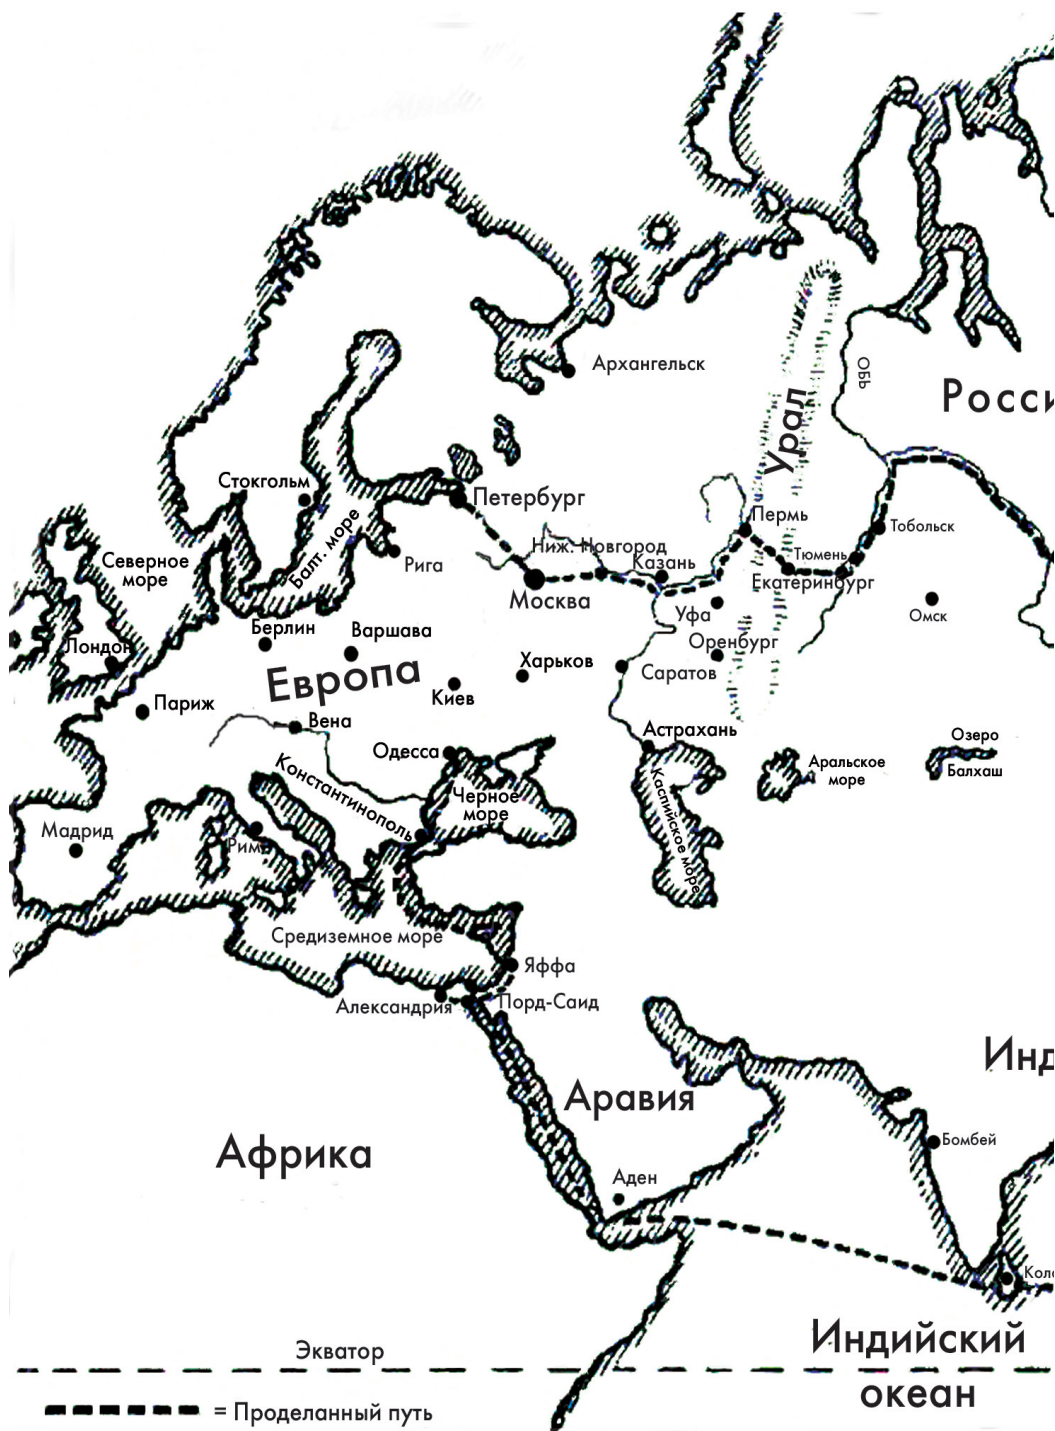 Архангельск
ОБЬ
Росси
Урал
Стокгольм
Петербург
Пермь
Тобольск
Балт. море
Северное
море
Рига
Ниж. Новгород
Казань
Тюмень
Екатеринбург
Москва
Уфа
Омск
Берлин
Варшава
Лондон
Оренбург
Европа
Харьков
Саратов
Киев
Париж
Вена
Астрахань
Одесса
Озеро
Балхаш
Аральское
море
Константинополь
Черное
море
Каспийское море
Мадрид
Рим
Средиземное море
Яффа
Александрия
Порд-Саид
Инд
Аравия
Африка
Бомбей
Аден
Коло
Индийский
океан
Экватор
= Проделанный путь